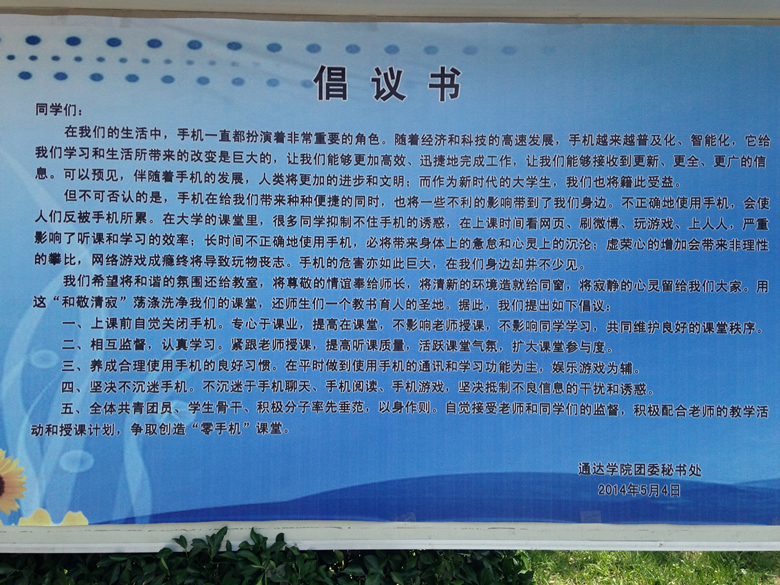 倡议书
同学们：
在我们的生活中，手机一直都扮演着非常重要的角色。随着经济和科技的高速发展，手机越来越普及化、智能化，它给
我们学习和生活所带来的改变是巨大的，让我们能够更加高效、迅捷地完成工作，让我们能够接收到更新、更全、更广的信
息。可以预见，伴随着手机的发展，人类将更加的进步和文明；而作为新时代的大学生，我们也将籍此受益。
但不可否认的是，手机在给我们带来种种便捷的同时，也将一些不利的影响带到了我们身边。不正确地使用手机，会使
人们反被手机所累。在大学的课堂里，很多同学抑制不住手机的诱惑，在上课时间看网页、刷微博、玩游戏、上人人，严重
影响了听课和学习的效率；长时间不正确地使用手机，必将带来身体上的惫怠和心灵上的沉沦；虚荣心的增加会带来非理性
的攀比，网络游戏成瘾终将导致玩物丧志。手机的危害亦如此巨大，在我们身边却并不少见。
我们希望将和谐的氛围还给教室，将尊敬的情谊奉给师长，将清新的环境造就给同窗，将寂静的心灵留给我们大家。用
这“和敬清寂”荡涤洗净我们的课堂，还师生们一个教书育人的圣地。据此，我们提出如下倡议：
一、上课前自觉关闭手机。专心于课业，提高在课堂，不影响老师授课，不影响同学学习，共同维护良好的课堂秩序。
二、相互监督，认真学习。紧跟老师授课，提高听课质量，活跃课堂气氛，扩大课堂参与度。
三、养成合理使用手机的良好习惯。在平时做到使用手机的通讯和学习功能为主，娱乐游戏为辅。
四、坚决不沉迷手机。不沉迷于手机聊天、手机阅读、手机游戏，坚决抵制不良信息的干扰和诱惑。
五、全体共青团员、学生骨干、积极分子率先垂范，以身作则。自觉接受老师和同学们的监督，积极配合老师的教学活
动和授课计划，争取创造“零手机”课堂。
通达学院团委秘书处
2014年5月4日